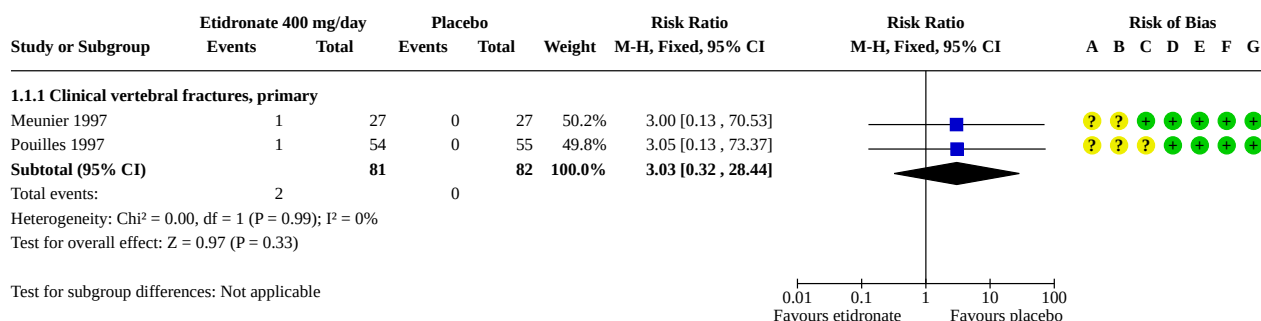 Etidronate 400 mg/day Placebo Risk Ratio Risk Ratio Risk of Bias
Study or Subgroup Events Total Events Total Weight M-H, Fixed, 95% CI M-H, Fixed, 95% CI A B C D E F G
1.1.1 Clinical vertebral fractures, primary
Meunier 1997 1 27 0 27 50.2% 3.00 [0.13 , 70.53] ? ? + + + + +
Pouilles 1997 1 54 0 55 49.8% 3.05 [0.13 , 73.37] ? ? ? + + + +
Subtotal (95% CI) 81 82 100.0% 3.03 [0.32 , 28.44]
Total events: 2 0
Heterogeneity: Chi² = 0.00, df = 1 (P = 0.99); I² = 0%
Test for overall effect: Z = 0.97 (P = 0.33)
Test for subgroup differences: Not applicable
0.01 0.1 1 10 100
Favours etidronate Favours placebo